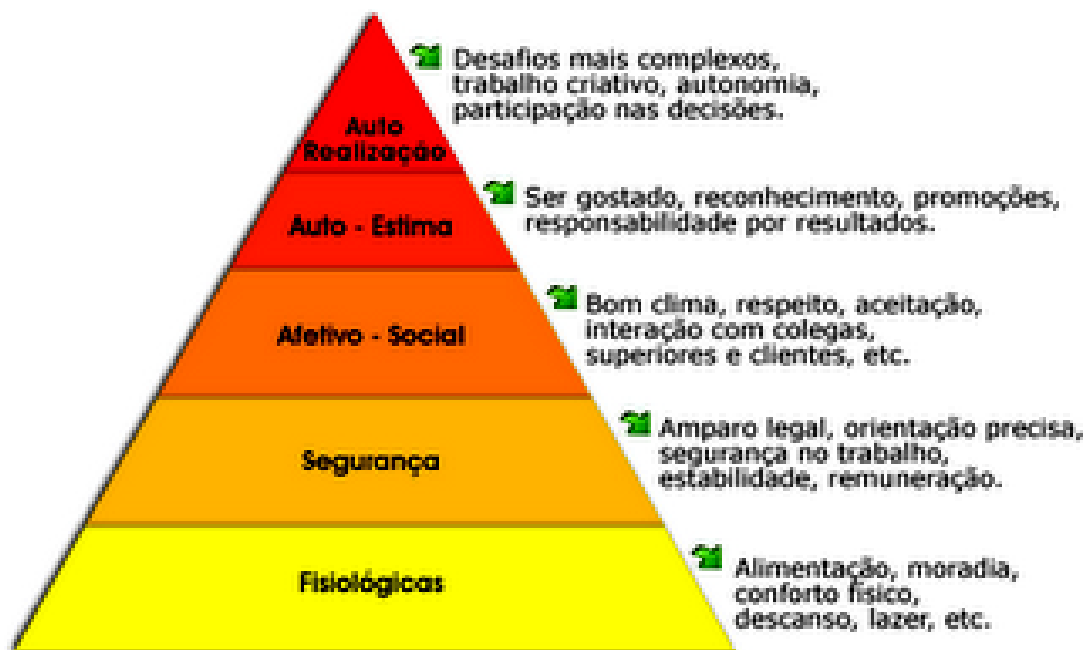 Desafios mais complexos,
trabalho criativo, autonomia,
participação nas decisões.
Auto
Realização
Ser gostado, reconhecimento, promoções,
responsabilidade por resultados.
Auto - Estima
Bom clima, respeito, aceitação,
interação com colegas,
superiores e clientes, etc.
Afetivo - Social
Amparo legal, orientação precisa,
segurança no trabalho,
estabilidade, remuneração.
Segurança
Alimentação, moradia,
conforto físico,
descanso, lazer, etc.
Fisiológicas